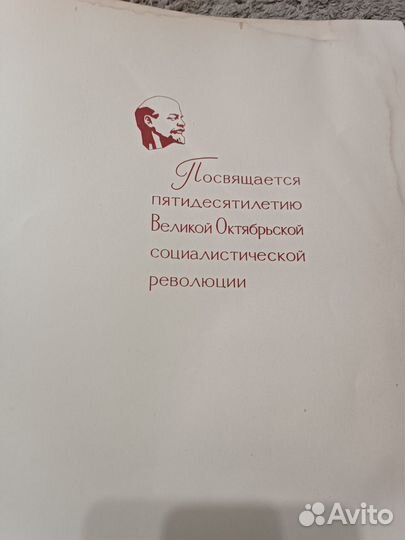 Посвящается
пятидесятилетию
Великой Октябрьской
социалистической
революции
Avito